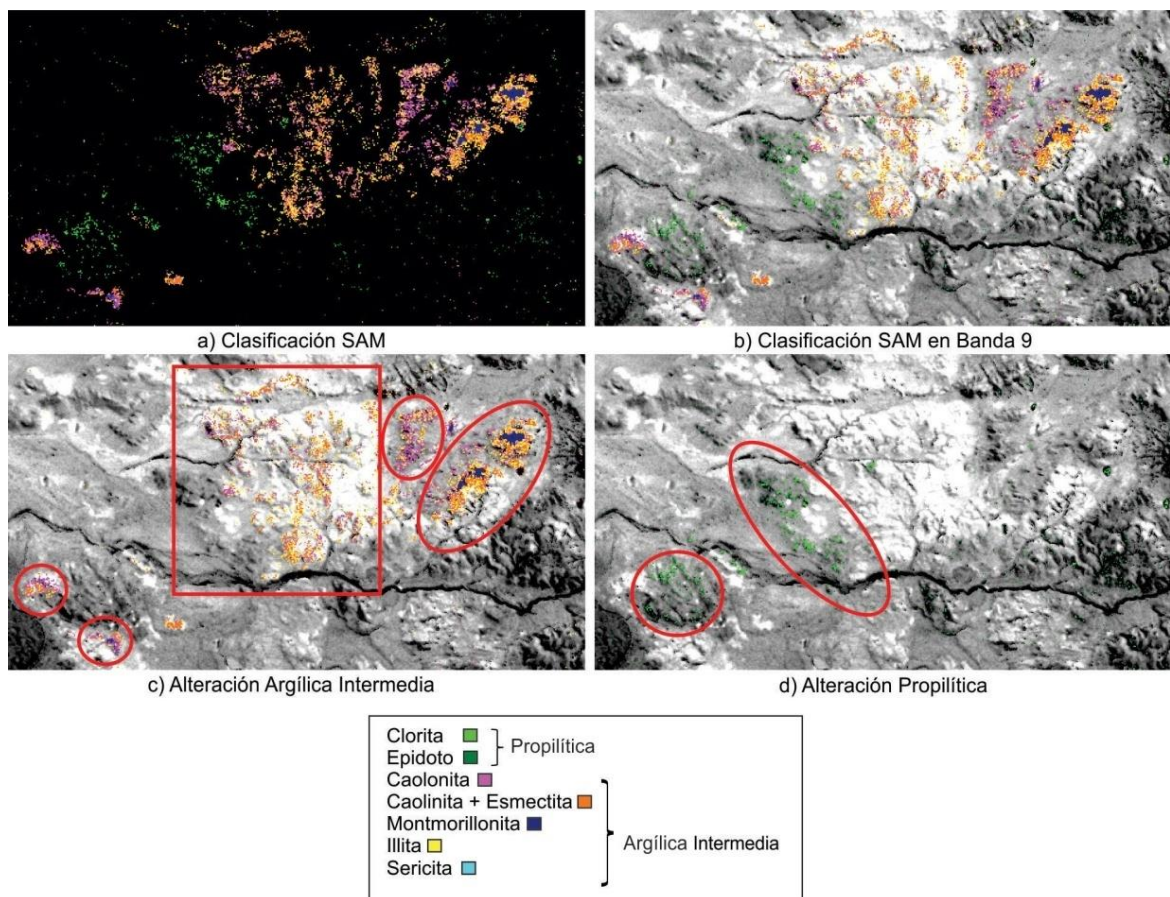 a) Clasificación SAM
b) Clasificación SAM en Banda 9
c) Alteración Argílica Intermedia
d) Alteración Propilítica
Clorita
Epidoto
Propilítica
Caolonita
Caolinita + Esmectita
Montmorillonita
Illita
Sericita
Argílica Intermedia